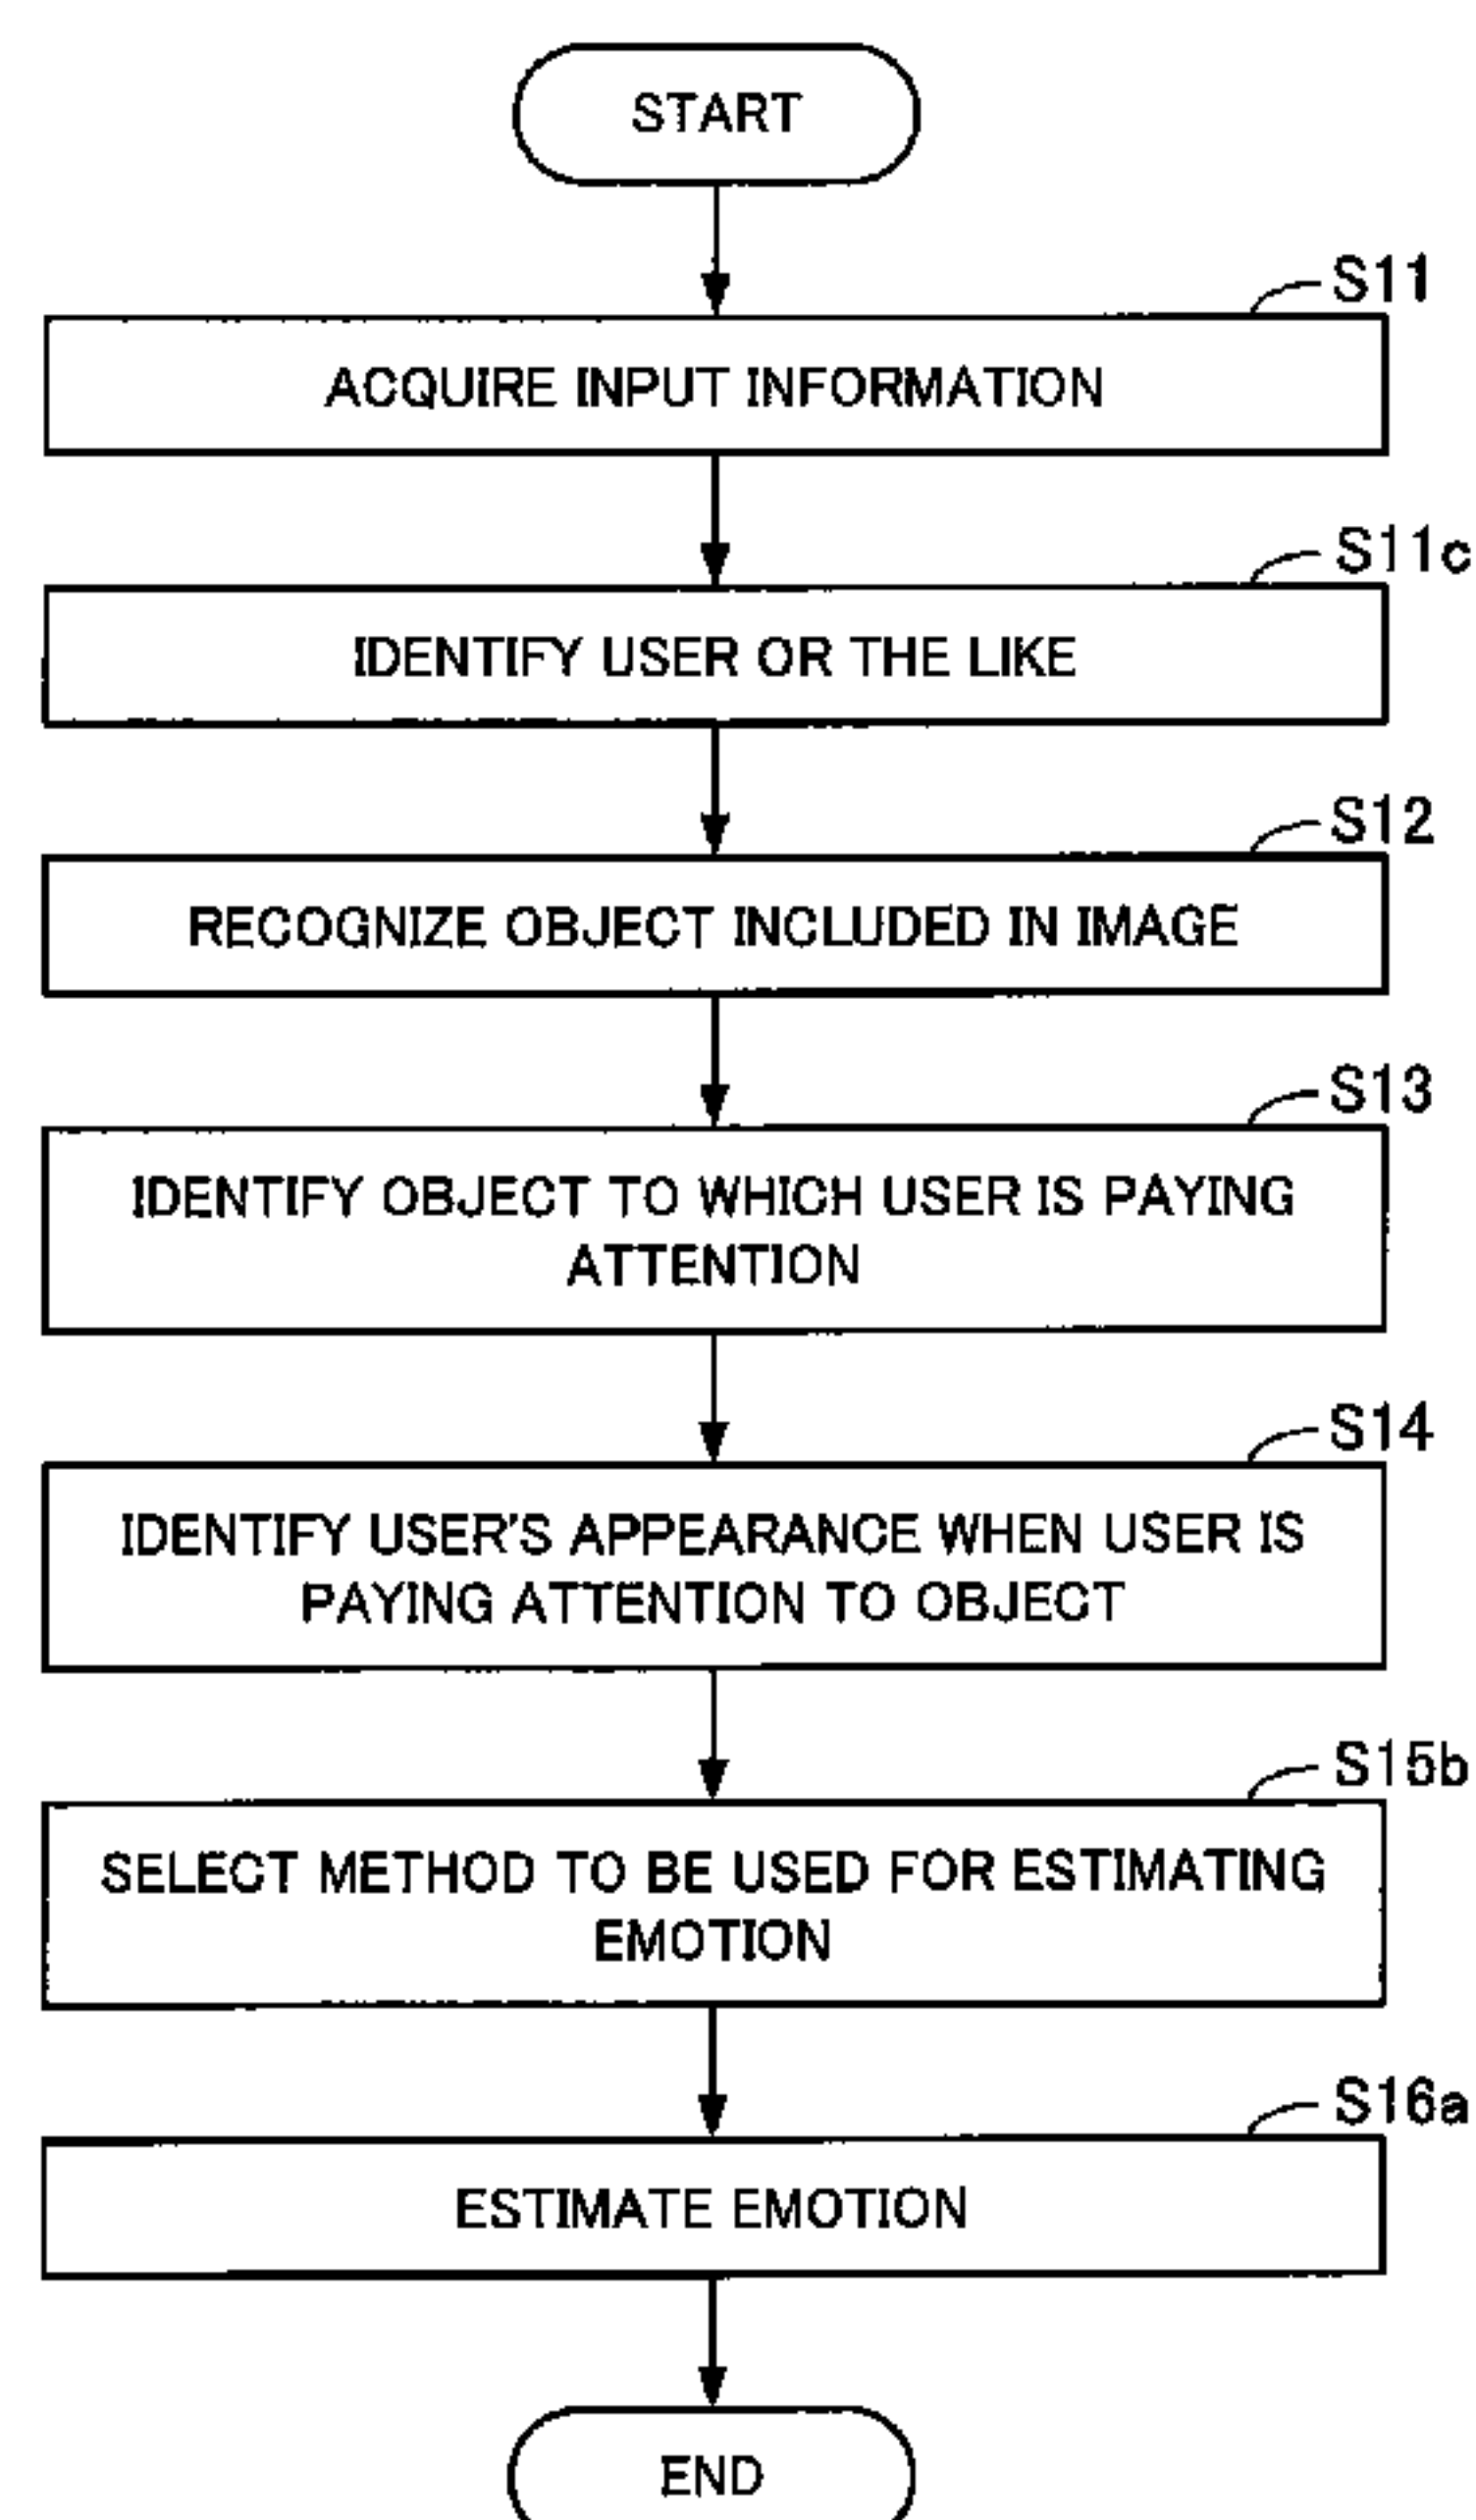 START
S11
ACQUIRE INPUT INFORMATION
S11c
IDENTIFY USER OR THE LIKE
S12
RECOGNIZE OBJECT INCLUDED IN IMAGE
S13
IDENTIFY OBJECT TO WHICH USER IS PAYING
ATTENTION
S14
IDENTIFY USER'S APPEARANCE WHEN USER IS
PAYING ATTENTION TO OBJECT
S15b
SELECT METHOD TO BE USED FOR ESTIMATING
EMOTION
S16a
ESTIMATE EMOTION
END